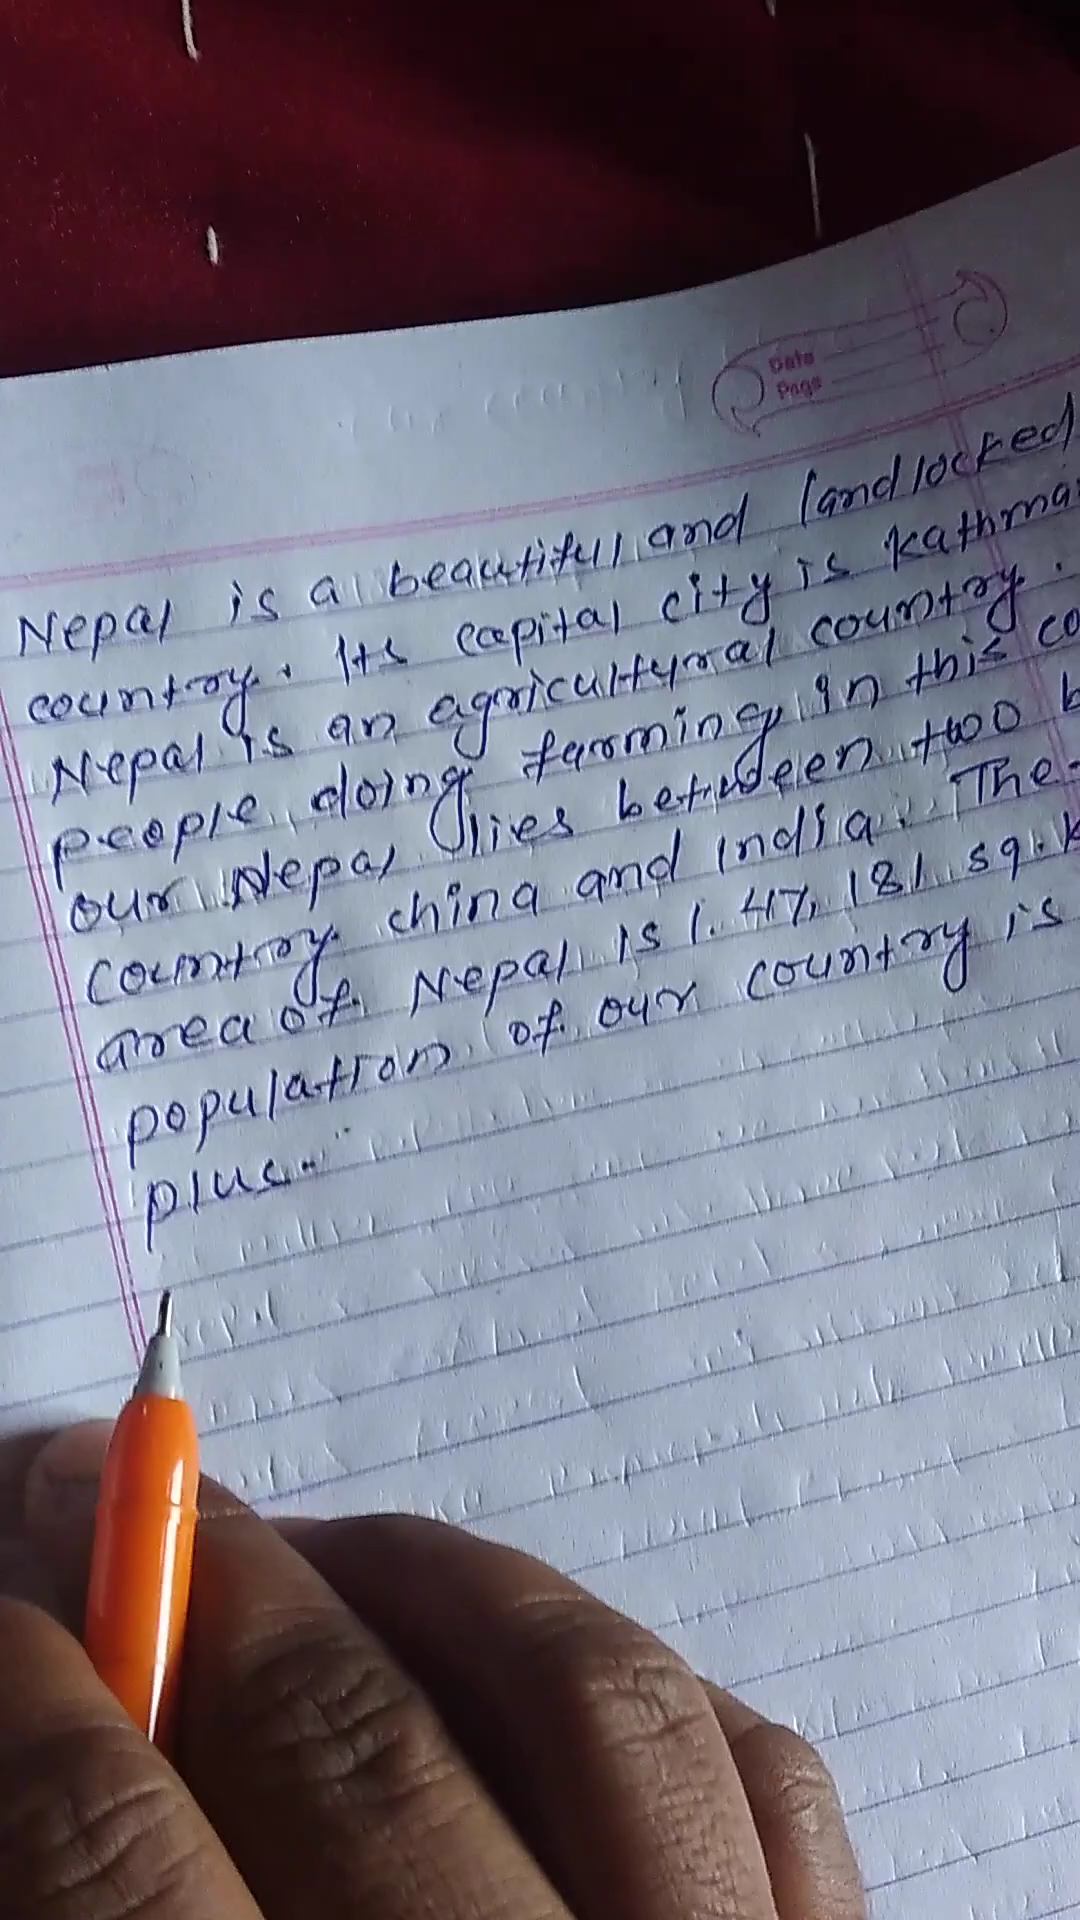 Date
Page
Nepal is a beautiful and landlocked
country. Its capital city is kathma
Nepal is an agricultural country.
people doing farming in this co
our Nepal lies between two b
country china and india. The
area of Nepal is 1.47,181 sq.k
population of our country is
plus.